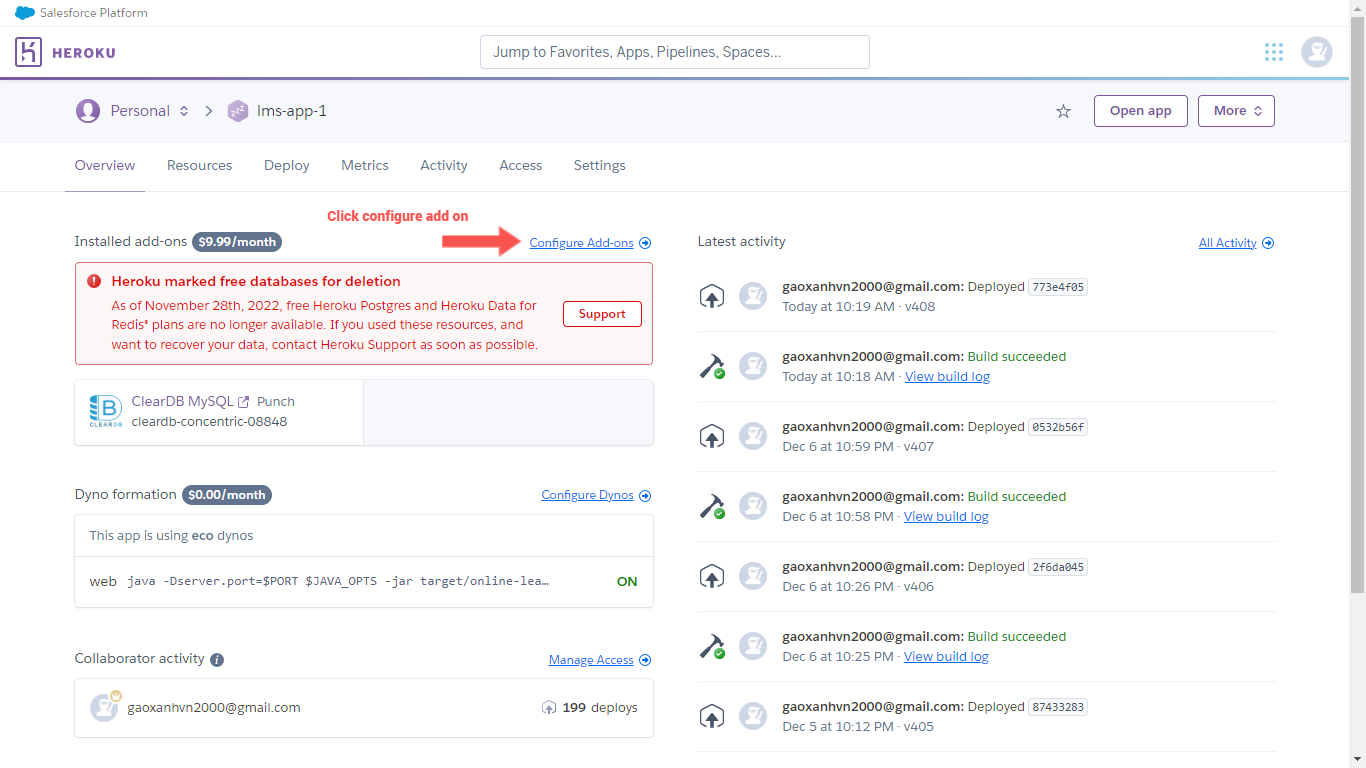 Salesforce Platform
HEROKU
Jump to Favorites, Apps, Pipelines, Spaces...
Personal
lms-app-1
Open app
More
Overview
Resources
Deploy
Metrics
Activity
Access
Settings
Click configure add on
Installed add-ons $9.99/month
Configure Add-ons
Heroku marked free databases for deletion
As of November 28th, 2022, free Heroku Postgres and Heroku Data for
Redis® plans are no longer available. If you used these resources, and
want to recover your data, contact Heroku Support as soon as possible.
Support
CLEARDB
ClearDB MySQL Punch
cleardb-concentric-08848
Dyno formation $0.00/month
Configure Dynos
This app is using eco dynos
web java -Dserver.port=$PORT $JAVA_OPTS -jar target/online-lea…
ON
Collaborator activity
Manage Access
gaoxanhvn2000@gmail.com
199 deploys
Latest activity
All Activity
gaoxanhvn2000@gmail.com: Deployed 773e4f05
Today at 10:19 AM · v408
gaoxanhvn2000@gmail.com: Build succeeded
Today at 10:18 AM · View build log
gaoxanhvn2000@gmail.com: Deployed 0532b56f
Dec 6 at 10:59 PM · v407
gaoxanhvn2000@gmail.com: Build succeeded
Dec 6 at 10:58 PM · View build log
gaoxanhvn2000@gmail.com: Deployed 2f6da045
Dec 6 at 10:26 PM · v406
gaoxanhvn2000@gmail.com: Build succeeded
Dec 6 at 10:25 PM · View build log
gaoxanhvn2000@gmail.com: Deployed 87433283
Dec 5 at 10:12 PM · v405